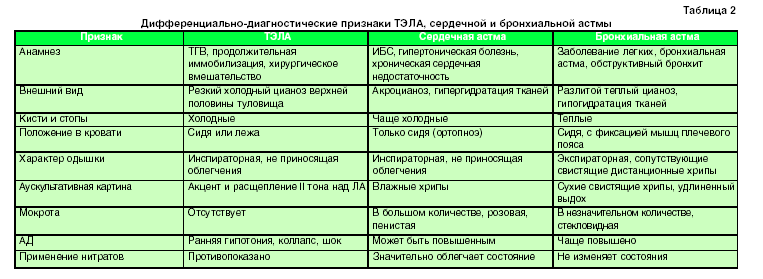 Таблица 2
Дифференциально-диагностические признаки ТЭЛА, сердечной и бронхиальной астмы
Признак ТЭЛА Сердечная астма Бронхиальная астма
Анамнез ТГВ, продолжительная ИБС, гипертоническая болезнь, Заболевание легких, бронхиальная
иммобилизация, хирургическое хроническая сердечная астма, обструктивный бронхит
вмешательство недостаточность
Внешний вид Резкий холодный цианоз верхней Акроцианоз, гипергидратация тканей Разлитой теплый цианоз,
половины туловища гипогидратация тканей
Кисти и стопы Холодные Чаще холодные Теплые
Положение в кровати Сидя или лежа Только сидя (ортопноэ) Сидя, с фиксацией мышц плечевого
пояса
Характер одышки Инспираторная, не приносящая Инспираторная, не приносящая Экспираторная, сопутствующие
облегчения облегчения свистящие дистанционные хрипы
Аускультативная картина Акцент и расщепление II тона над ЛА Влажные хрипы Сухие свистящие хрипы, удлиненный
выдох
Мокрота Отсутствует В большом количестве, розовая, В незначительном количестве,
пенистая стекловидная
АД Ранняя гипотония, коллапс, шок Может быть повышенным Чаще повышено
Применение нитратов Противопоказано Значительно облегчает состояние Не изменяет состояния